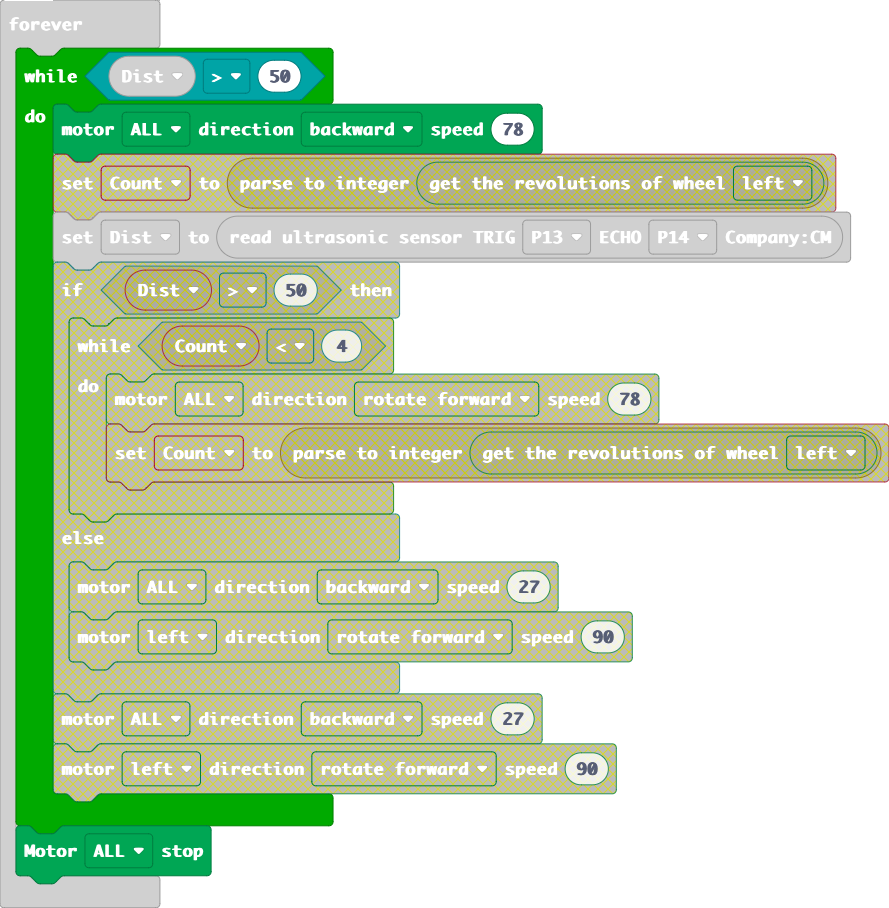 forever
while Dist > 50
do
motor ALL direction backward speed 78
set Count to parse to integer get the revolutions of wheel left
set Dist to read ultrasonic sensor TRIG P13 ECHO P14 Company:CM
if Dist > 50 then
while Count < 4
do
motor ALL direction rotate forward speed 78
set Count to parse to integer get the revolutions of wheel left
else
motor ALL direction backward speed 27
motor left direction rotate forward speed 90
motor ALL direction backward speed 27
motor left direction rotate forward speed 90
Motor ALL stop